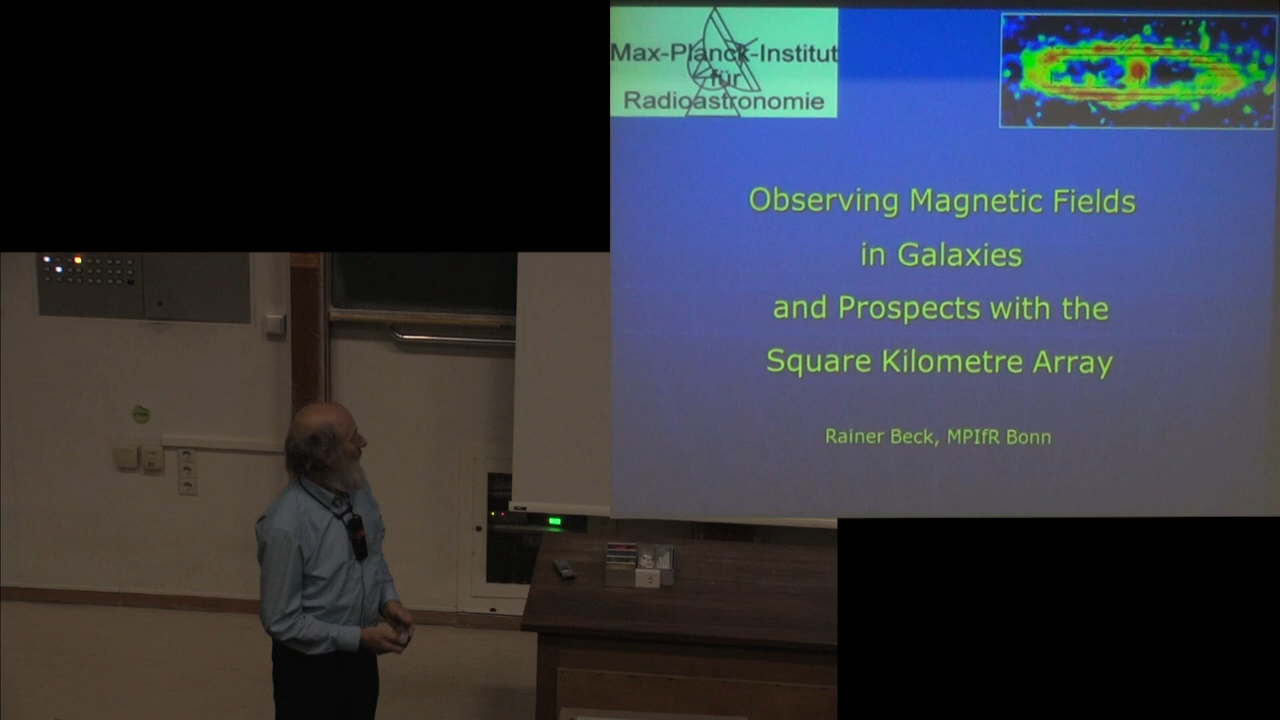 Max-Planck-Institut
für
Radioastronomie
Observing Magnetic Fields
in Galaxies
and Prospects with the
Square Kilometre Array
Rainer Beck, MPIfR Bonn